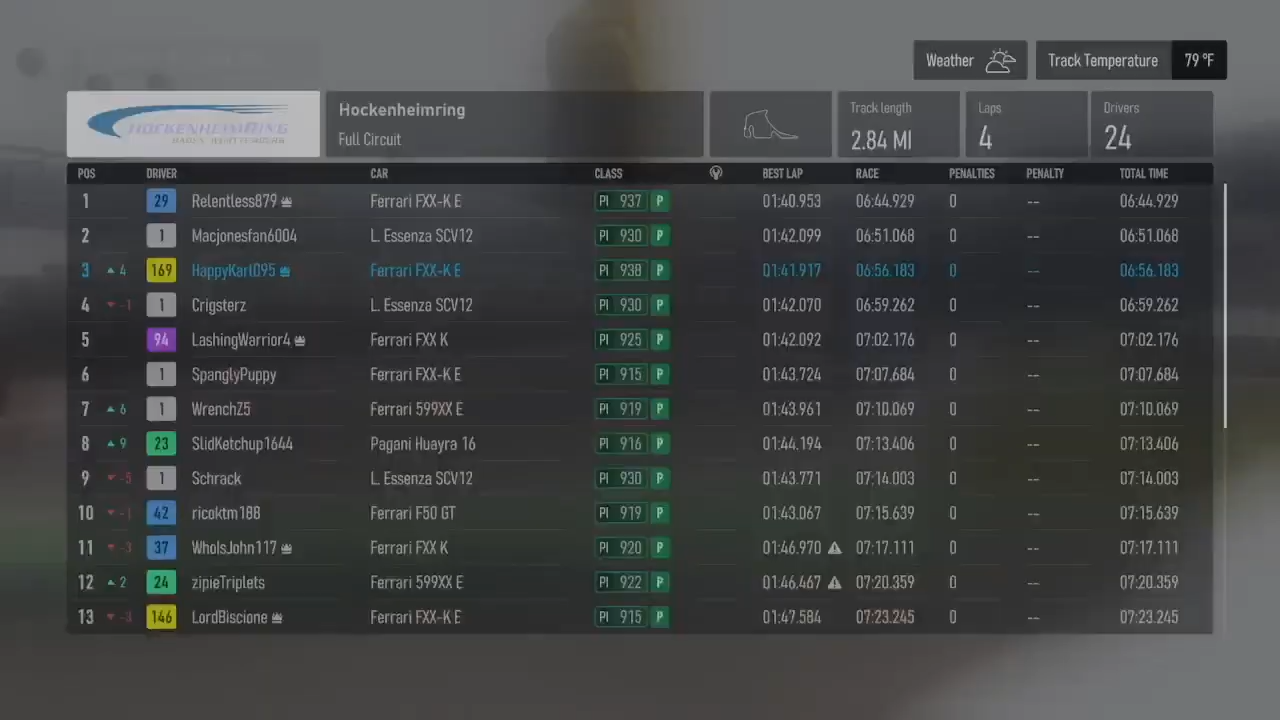 Weather Track Temperature 79 °F
HOCKENHEIMRING
BADEN-WÜRTTEMBERG
Hockenheimring
Full Circuit
Track length
2.84 MI
Laps
4
Drivers
24
POS DRIVER CAR CLASS BEST LAP RACE PENALTIES PENALTY TOTAL TIME
1 29 Relentless879 Ferrari FXX-K E PI 937 P 01:40.953 06:44.929 0 -- 06:44.929
2 1 Macjonesfan6004 L. Essenza SCV12 PI 930 P 01:42.099 06:51.068 0 -- 06:51.068
3 4 169 HappyKarl095 Ferrari FXX-K E PI 938 P 01:41.917 06:56.183 0 -- 06:56.183
4 -1 1 Crigsterz L. Essenza SCV12 PI 930 P 01:42.070 06:59.262 0 -- 06:59.262
5 94 LashingWarrior4 Ferrari FXX K PI 925 P 01:42.092 07:02.176 0 -- 07:02.176
6 1 SpanglyPuppy Ferrari FXX-K E PI 915 P 01:43.724 07:07.684 0 -- 07:07.684
7 6 1 WrenchZ5 Ferrari 599XX E PI 919 P 01:43.961 07:10.069 0 -- 07:10.069
8 9 23 SlidKetchup1644 Pagani Huayra 16 PI 916 P 01:44.194 07:13.406 0 -- 07:13.406
9 -5 1 Schrack L. Essenza SCV12 PI 930 P 01:43.771 07:14.003 0 -- 07:14.003
10 -1 42 ricoktm188 Ferrari F50 GT PI 919 P 01:43.067 07:15.639 0 -- 07:15.639
11 -3 37 WhoIsJohn117 Ferrari FXX K PI 920 P 01:46.970 07:17.111 0 -- 07:17.111
12 2 24 zipieTriplets Ferrari 599XX E PI 922 P 01:46.467 07:20.359 0 -- 07:20.359
13 -3 146 LordBiscione Ferrari FXX-K E PI 915 P 01:47.584 07:23.245 0 -- 07:23.245